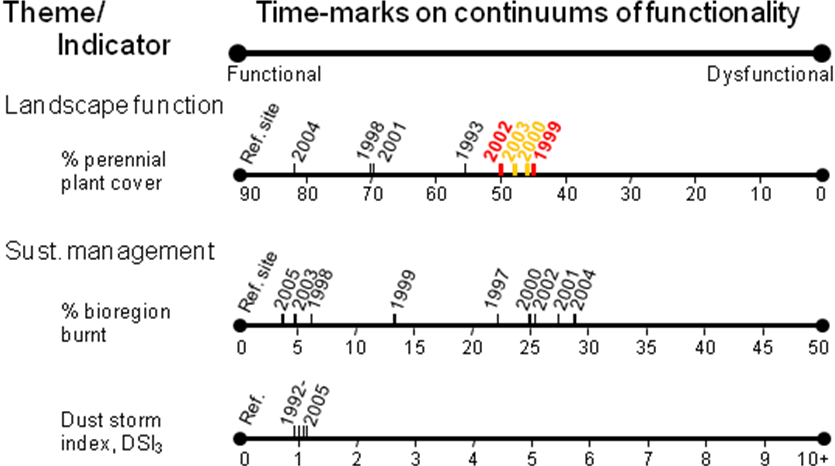 Theme/ Time-marks on continuums of functionality
Indicator
Functional Dysfunctional
Landscape function
Ref. site 2004 1998 2001 1993 2002 2003 2000 1999
% perennial
plant cover
90 80 70 60 50 40 30 20 10 0
Sust. management
Ref. site 2005 2003 1998 1999 1997 2000 2002 2001 2004
% bioregion
burnt
0 5 10 15 20 25 30 35 40 45 50
Ref. 1992- 2005
Dust storm
index, DSI3
0 1 2 3 4 5 6 7 8 9 10+